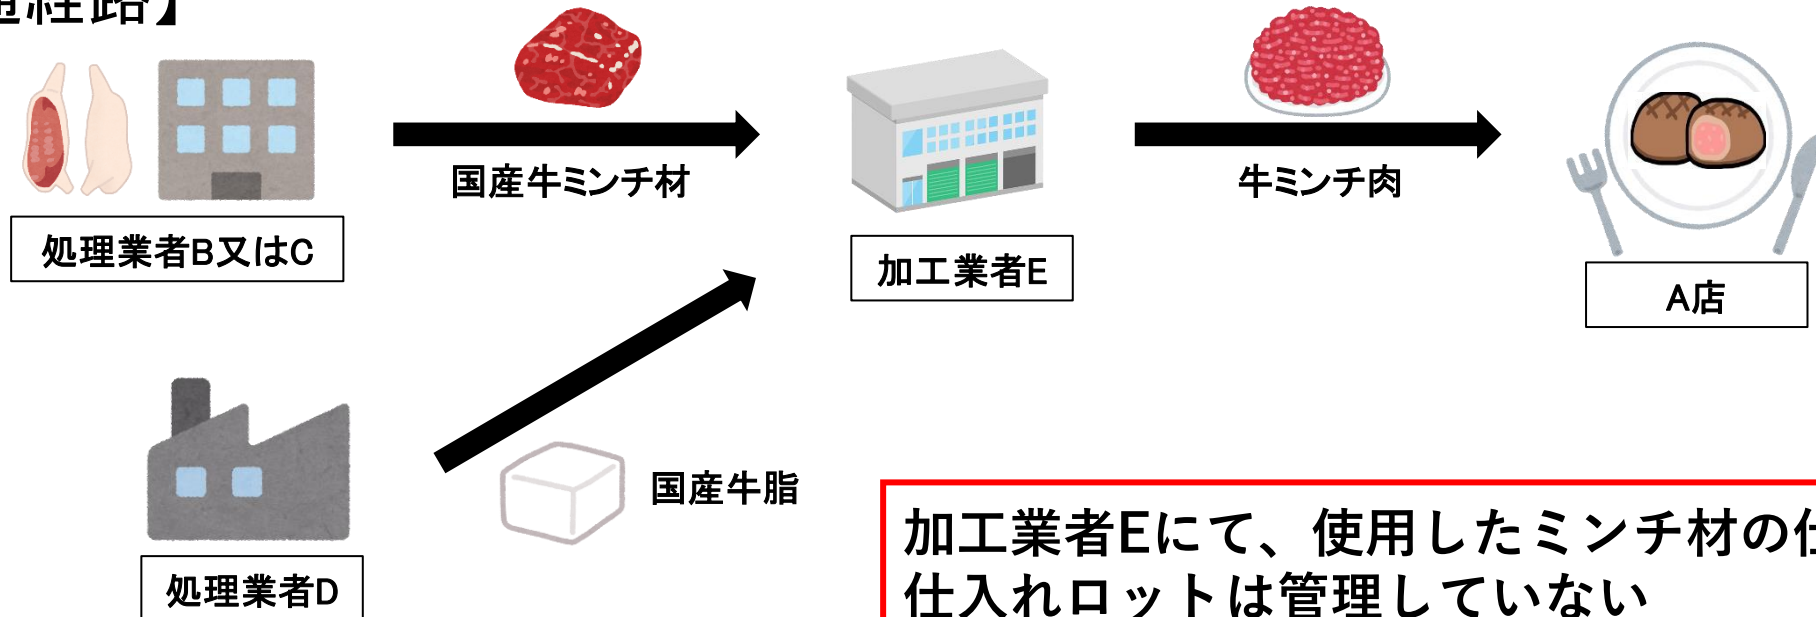 経路】
国産牛ミンチ材
牛ミンチ肉
処理業者B又はC
加工業者E
A店
国産牛脂
処理業者D
加工業者Eにて、使用したミンチ材の仕
仕入れロットは管理していない